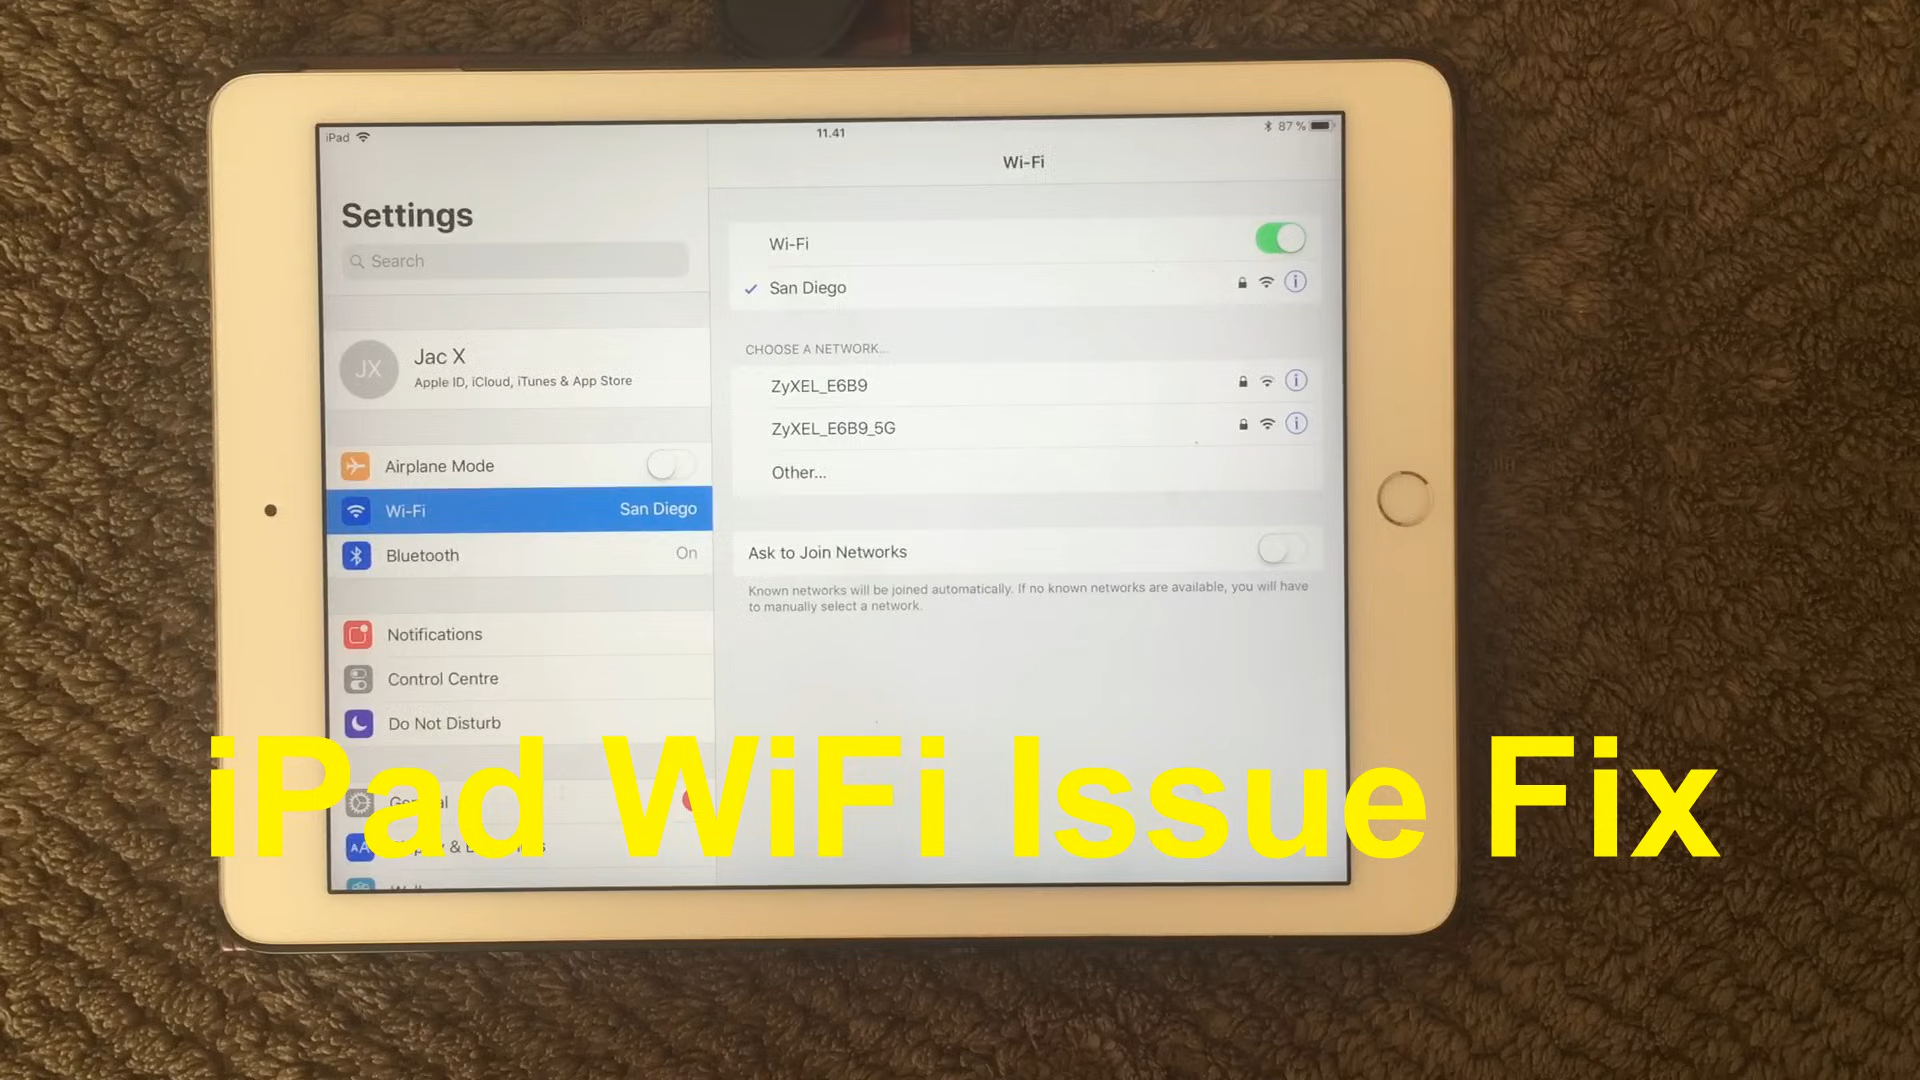 iPad
11.41
87 %
Wi-Fi
Settings
Search
Wi-Fi
San Diego
JX
Jac X
Apple ID, iCloud, iTunes & App Store
CHOOSE A NETWORK...
ZyXEL_E6B9
ZyXEL_E6B9_5G
Other...
Airplane Mode
Wi-Fi San Diego
Bluetooth On
Ask to Join Networks
Known networks will be joined automatically. If no known networks are available, you will have
to manually select a network.
Notifications
Control Centre
Do Not Disturb
iPad WiFi Issue Fix